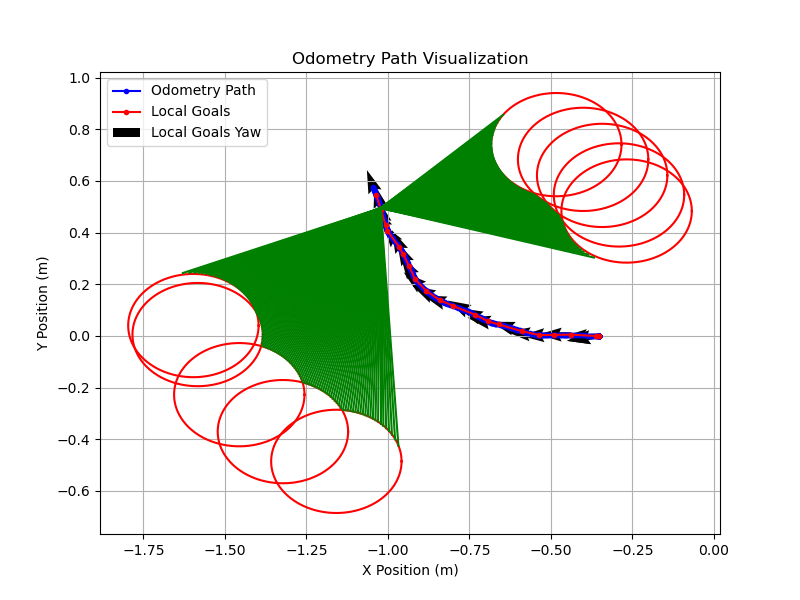 Odometry Path Visualization
Odometry Path
Local Goals
Local Goals Yaw
Y Position (m)
1.0
0.8
0.6
0.4
0.2
0.0
−0.2
−0.4
−0.6
−1.75 −1.50 −1.25 −1.00 −0.75 −0.50 −0.25 0.00
X Position (m)